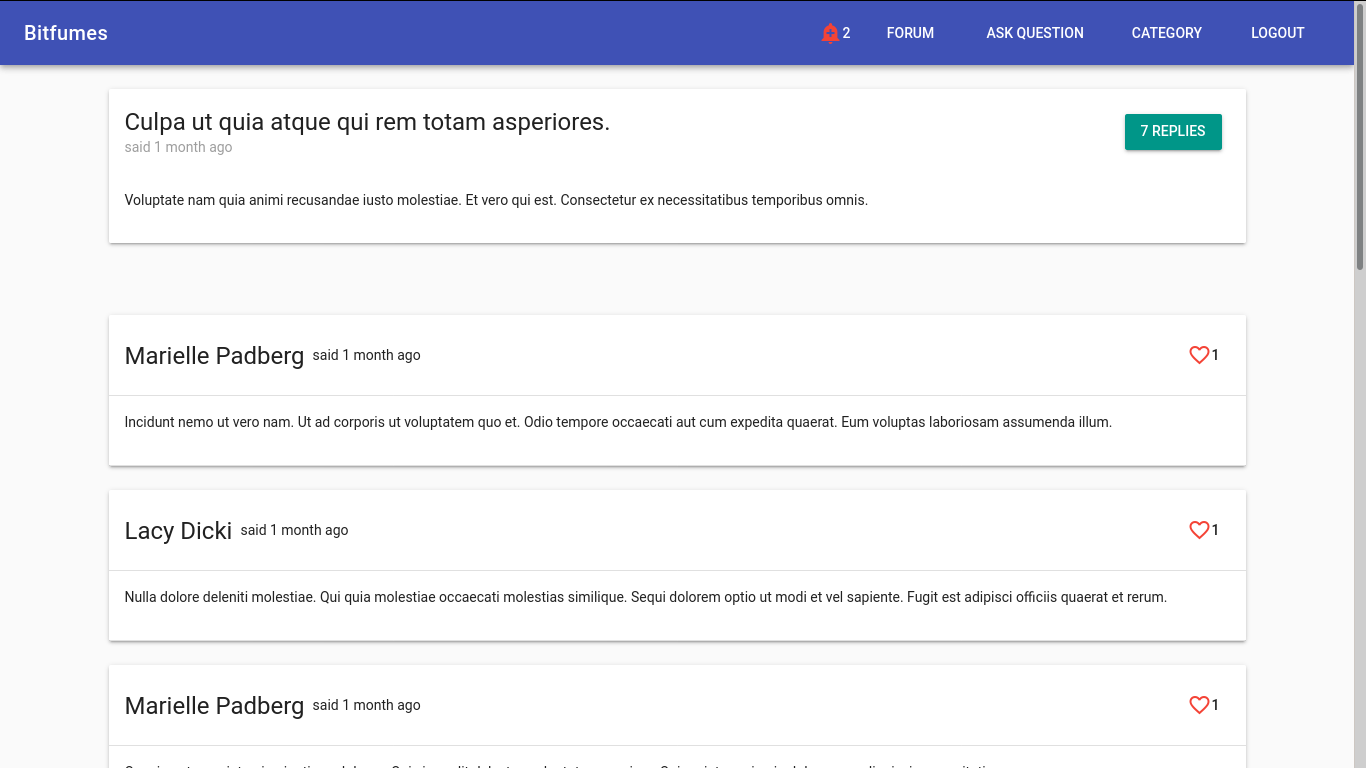 Bitfumes
2 FORUM ASK QUESTION CATEGORY LOGOUT
Culpa ut quia atque qui rem totam asperiores.
said 1 month ago
7 REPLIES
Voluptate nam quia animi recusandae iusto molestiae. Et vero qui est. Consectetur ex necessitatibus temporibus omnis.
Marielle Padberg said 1 month ago
1
Incidunt nemo ut vero nam. Ut ad corporis ut voluptatem quo et. Odio tempore occaecati aut cum expedita quaerat. Eum voluptas laboriosam assumenda illum.
Lacy Dicki said 1 month ago
1
Nulla dolore deleniti molestiae. Qui quia molestiae occaecati molestias similique. Sequi dolorem optio ut modi et vel sapiente. Fugit est adipisci officiis quaerat et rerum.
Marielle Padberg said 1 month ago
1